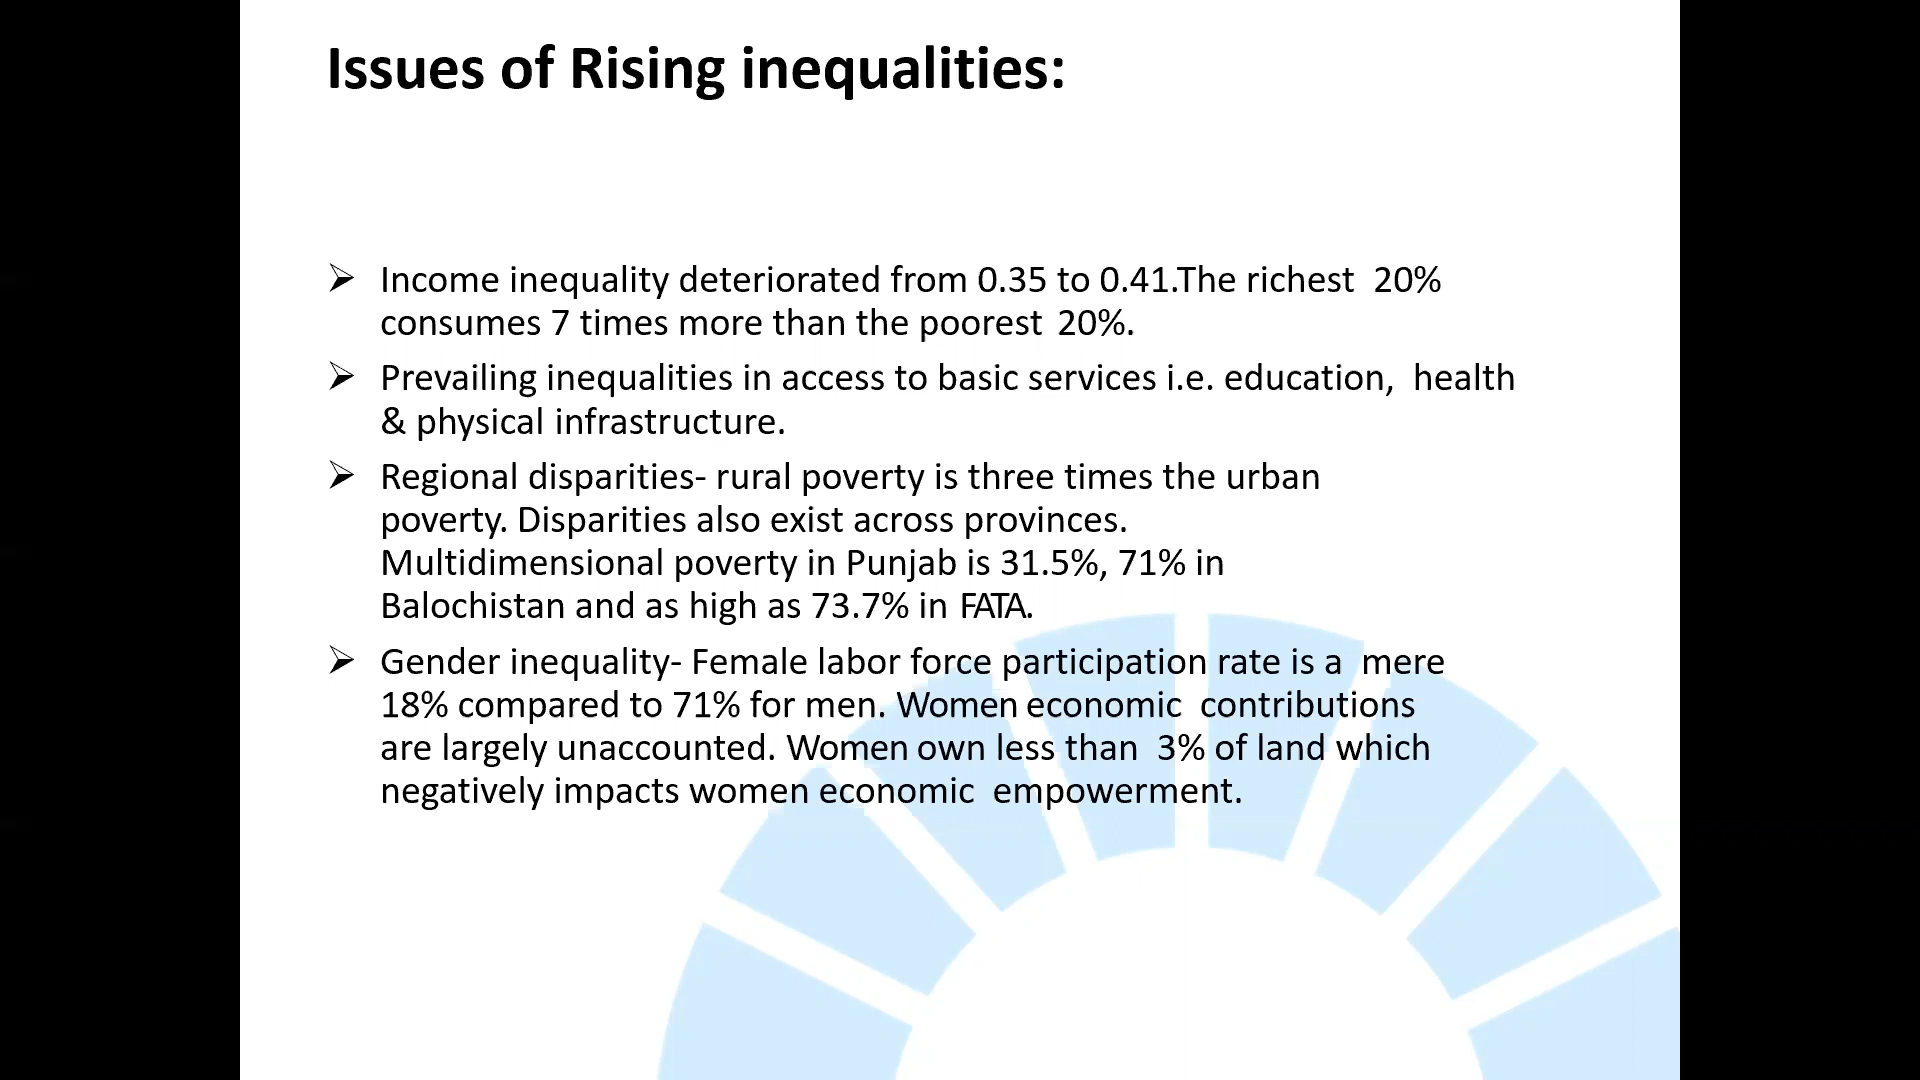 Issues of Rising inequalities:
Income inequality deteriorated from 0.35 to 0.41.The richest 20%
consumes 7 times more than the poorest 20%.
Prevailing inequalities in access to basic services i.e. education, health
& physical infrastructure.
Regional disparities- rural poverty is three times the urban
poverty. Disparities also exist across provinces.
Multidimensional poverty in Punjab is 31.5%, 71% in
Balochistan and as high as 73.7% in FATA.
Gender inequality- Female labor force participation rate is a mere
18% compared to 71% for men. Women economic contributions
are largely unaccounted. Women own less than 3% of land which
negatively impacts women economic empowerment.